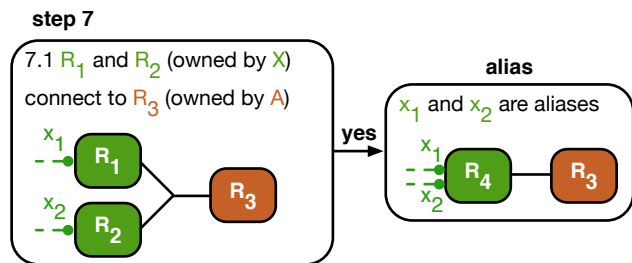 step 7
7.1 R₁ and R₂ (owned by X)
connect to R₃ (owned by A)
x₁
R₁
R₃
x₂
R₂
yes
alias
x₁ and x₂ are aliases
x₁
R₄
R₃
x₂